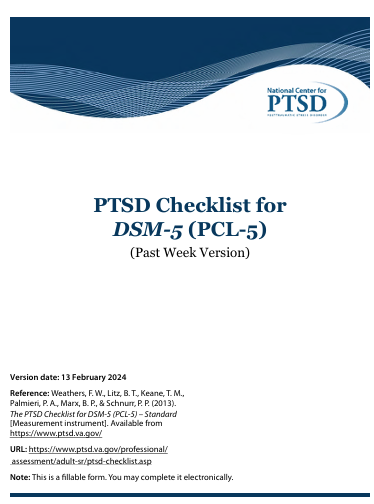 National Center for
PTSD
POSTTRAUMATIC STRESS DISORDER
PTSD Checklist for
DSM-5 (PCL-5)
(Past Week Version)
Version date: 13 February 2024
Reference: Weathers, F. W., Litz, B. T., Keane, T. M.,
Palmieri, P. A., Marx, B. P., & Schnurr, P. P. (2013).
The PTSD Checklist for DSM-5 (PCL-5) – Standard
[Measurement instrument]. Available from
https://www.ptsd.va.gov/
URL: https://www.ptsd.va.gov/professional/
assessment/adult-sr/ptsd-checklist.asp
Note: This is a fillable form. You may complete it electronically.